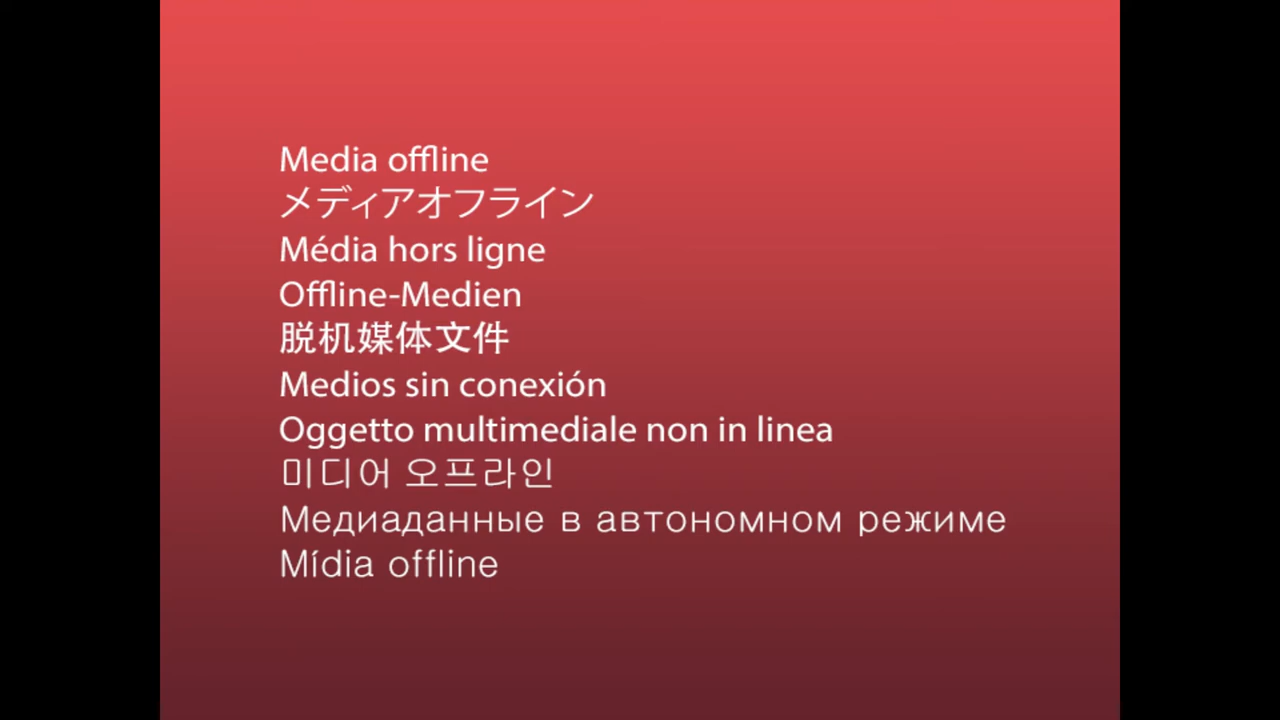 Media offline
メディアオフライン
Média hors ligne
Offline-Medien
脱机媒体文件
Medios sin conexión
Oggetto multimediale non in linea
미디어 오프라인
Медиаданные в автономном режиме
Mídia offline